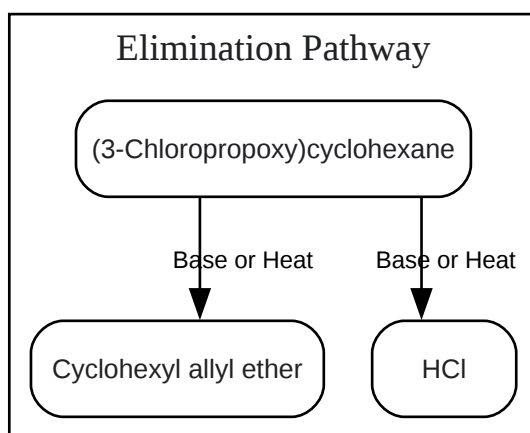 Elimination Pathway
(3-Chloropropoxy)cyclohexane
Base or Heat
Base or Heat
Cyclohexyl allyl ether
HCl